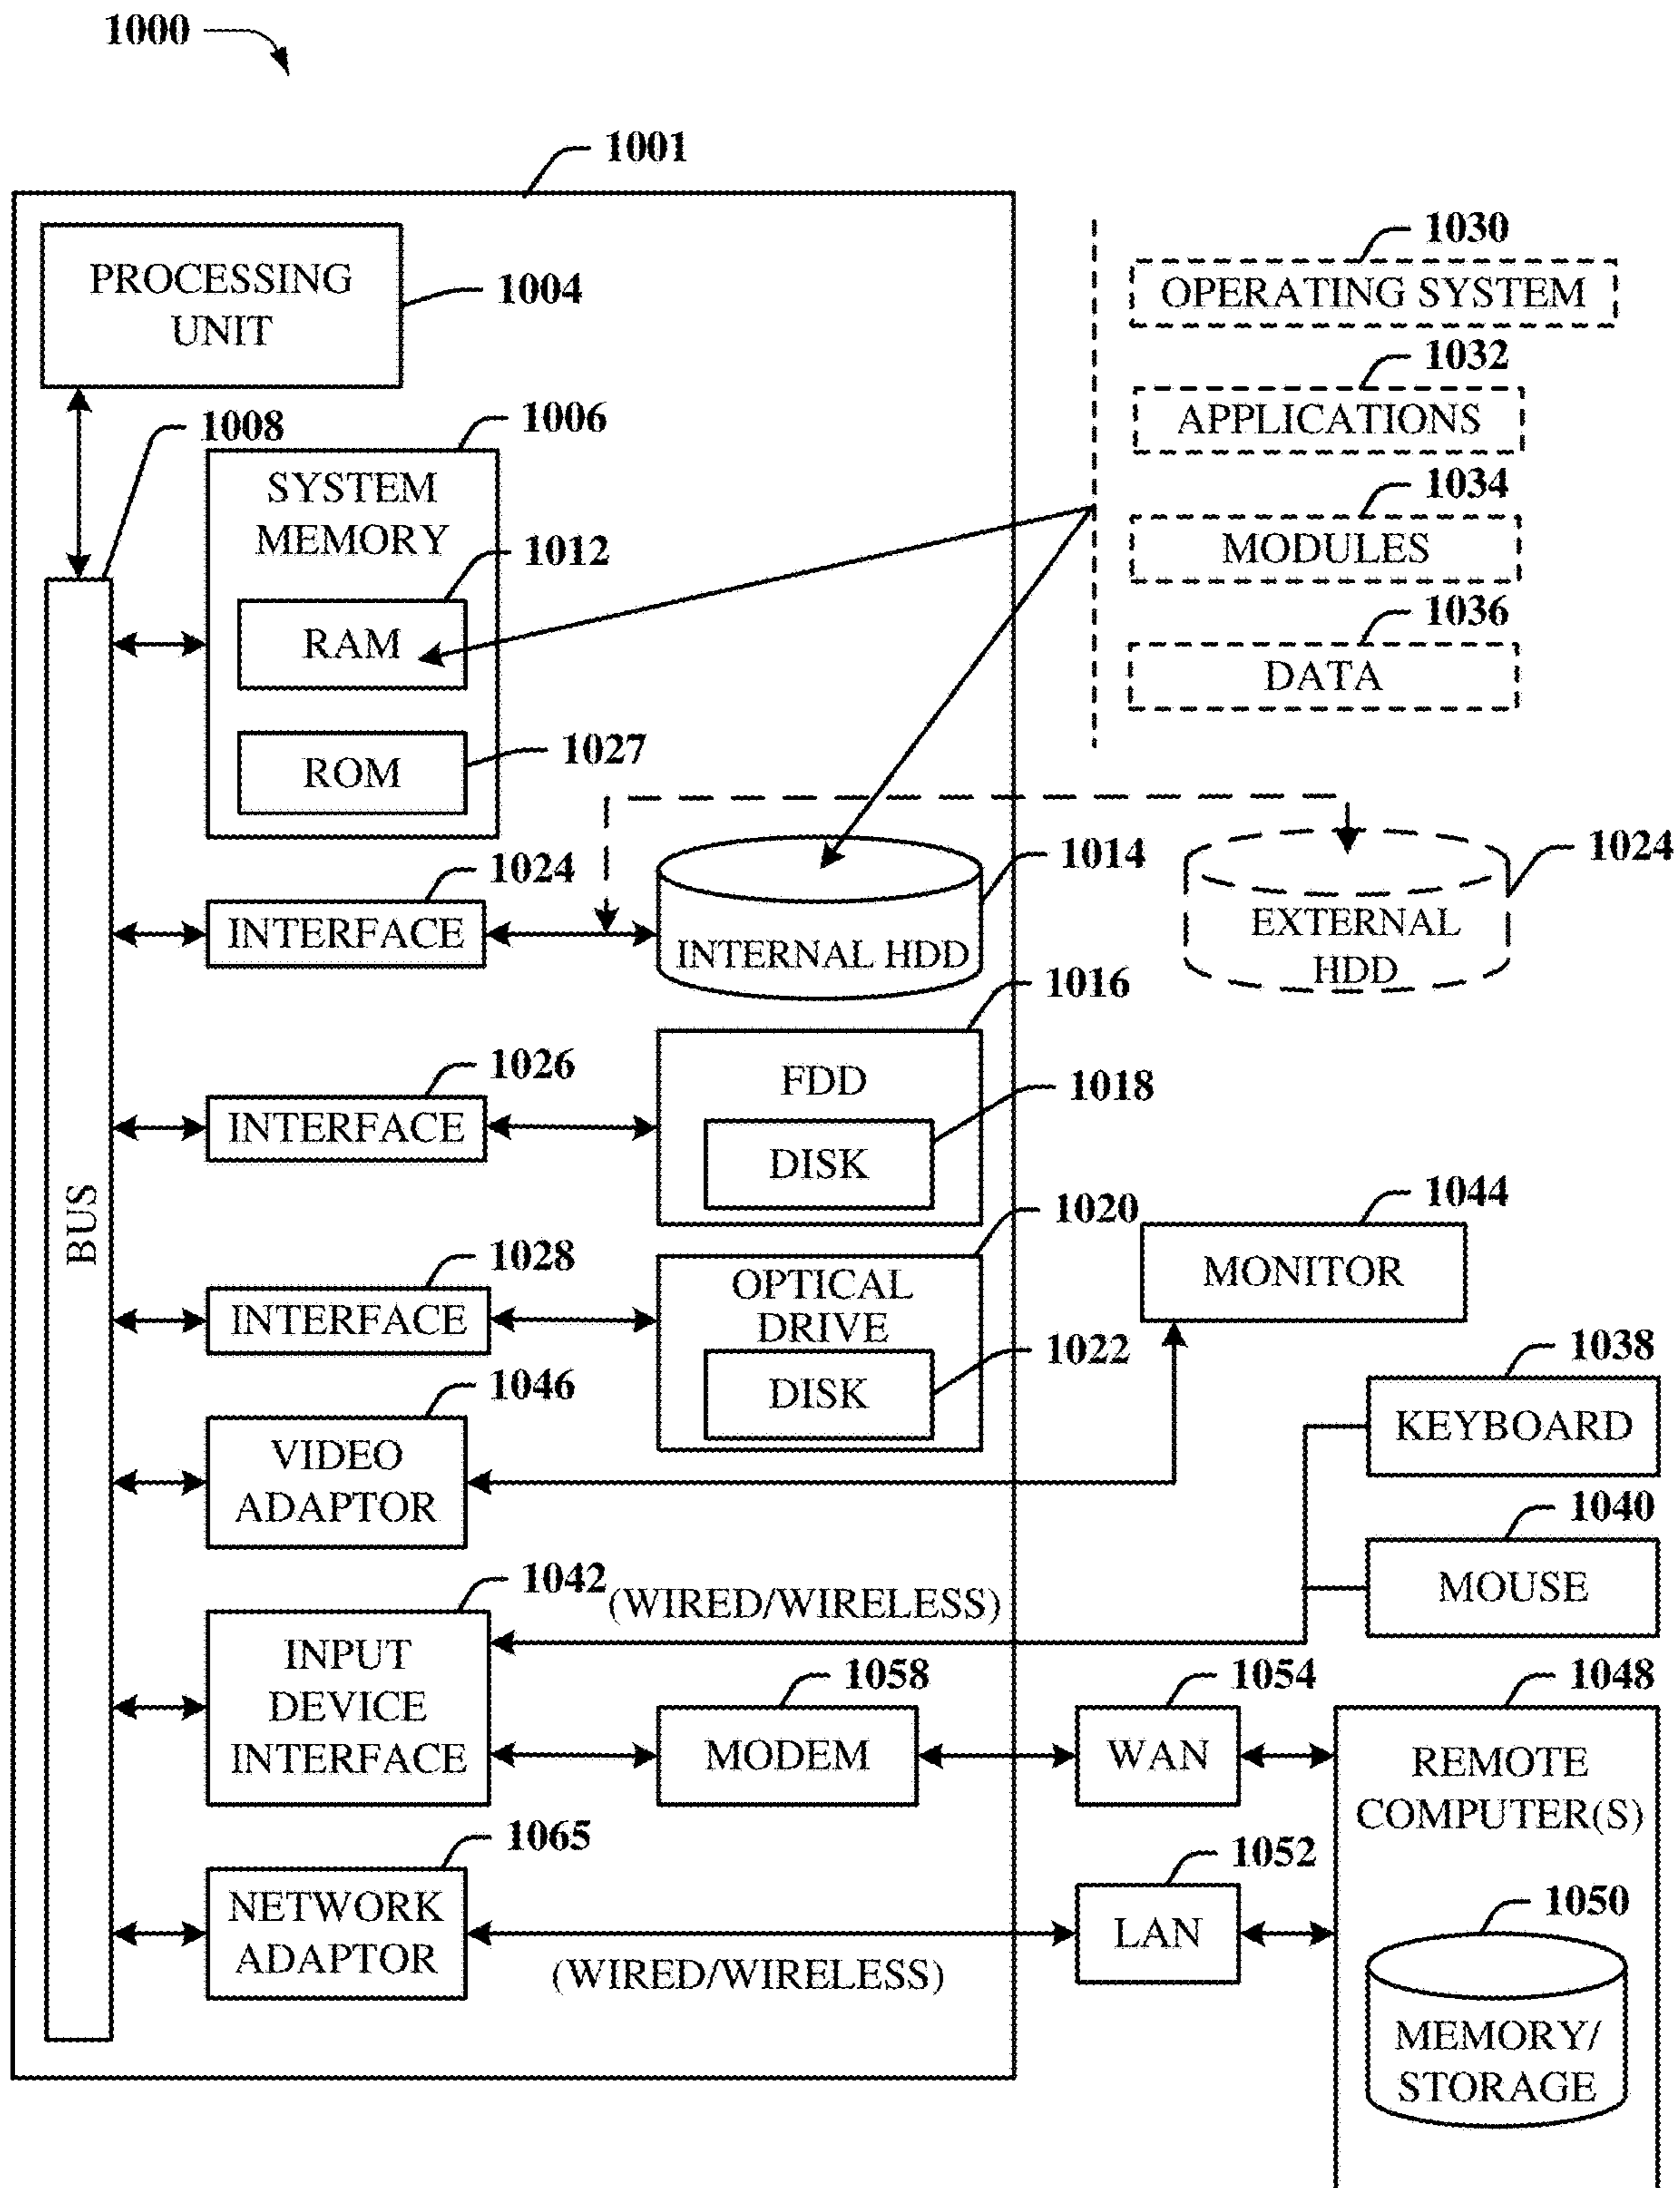 1000
1001
PROCESSING
UNIT
1004
1030
OPERATING SYSTEM
1032
APPLICATIONS
1034
MODULES
1036
DATA
1008
1006
SYSTEM
MEMORY
1012
RAM
1027
ROM
1024
INTERFACE
1014
INTERNAL HDD
1024
EXTERNAL
HDD
1016
FDD
1026
INTERFACE
1018
DISK
BUS
1020
OPTICAL
DRIVE
1028
INTERFACE
1022
DISK
1044
MONITOR
1046
VIDEO
ADAPTOR
1038
KEYBOARD
1040
MOUSE
1042
(WIRED/WIRELESS)
INPUT
DEVICE
INTERFACE
1058
MODEM
1054
WAN
1048
REMOTE
COMPUTER(S)
1065
NETWORK
ADAPTOR
(WIRED/WIRELESS)
1052
LAN
1050
MEMORY/
STORAGE